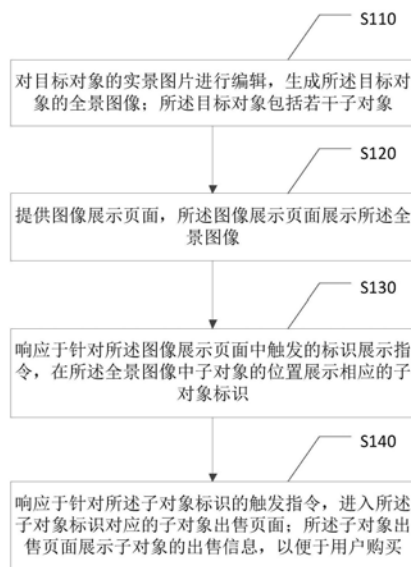 S110
对目标对象的实景图片进行编辑，生成所述目标对
象的全景图像；所述目标对象包括若干子对象
S120
提供图像展示页面，所述图像展示页面展示所述全
景图像
S130
响应于针对所述图像展示页面中触发的标识展示指
令，在所述全景图像中子对象的位置展示相应的子
对象标识
S140
响应于针对所述子对象标识的触发指令，进入所述
子对象标识对应的子对象出售页面；所述子对象出
售页面展示子对象的出售信息，以便于用户购买